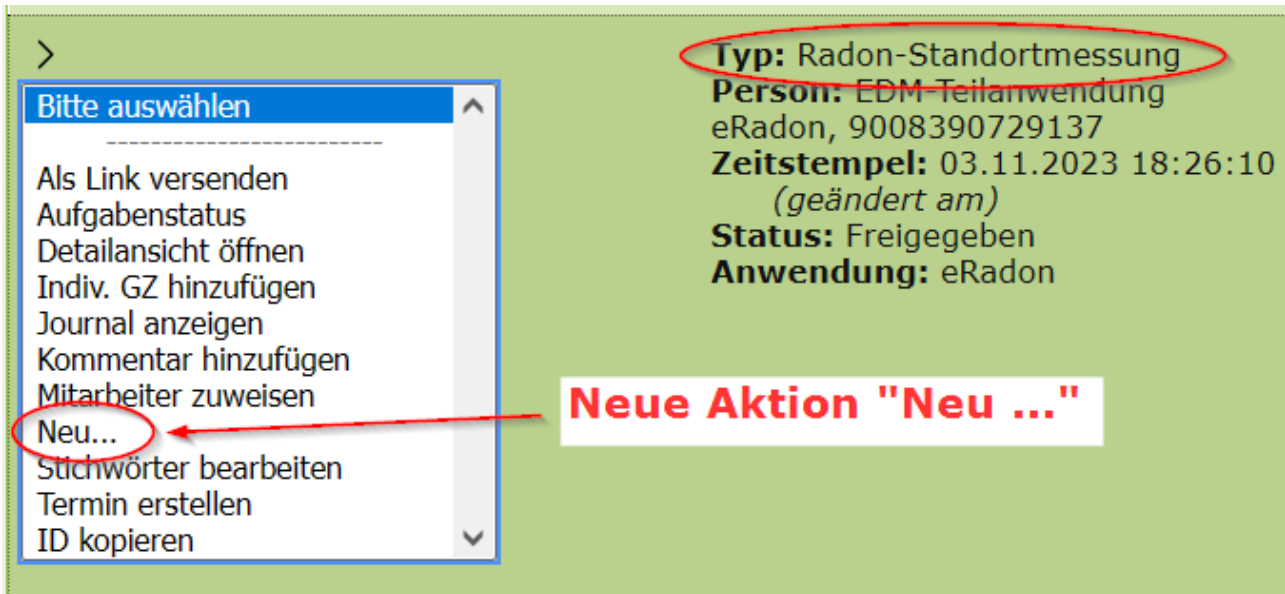 >
Bitte auswählen
-------------------------
Als Link versenden
Aufgabenstatus
Detailansicht öffnen
Indiv. GZ hinzufügen
Journal anzeigen
Kommentar hinzufügen
Mitarbeiter zuweisen
Neu...
Stichwörter bearbeiten
Termin erstellen
ID kopieren
Typ: Radon-Standortmessung
Person: EDM-Teilanwendung
eRadon, 9008390729137
Zeitstempel: 03.11.2023 18:26:10
(geändert am)
Status: Freigegeben
Anwendung: eRadon
Neue Aktion "Neu ..."